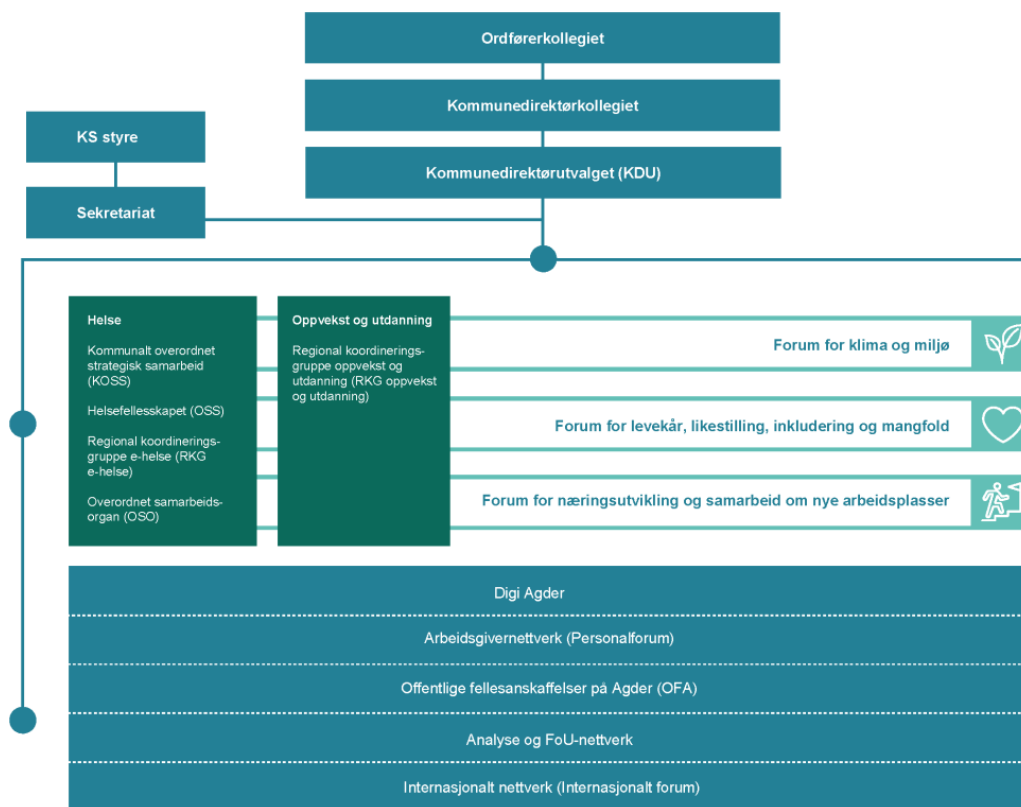 Ordførerkollegiet
Kommunedirektørkollegiet
Kommunedirektørutvalget (KDU)
KS styre
Sekretariat
Helse
Kommunalt overordnet
strategisk samarbeid
(KOSS)
Helsefellesskapet (OSS)
Regional koordinerings-
gruppe e-helse (RKG
e-helse)
Overordnet samarbeids-
organ (OSO)
Oppvekst og utdanning
Regional koordinerings-
gruppe oppvekst og
utdanning (RKG oppvekst
og utdanning)
Forum for klima og miljø
Forum for levekår, likestilling, inkludering og mangfold
Forum for næringsutvikling og samarbeid om nye arbeidsplasser
Digi Agder
Arbeidsgivernettverk (Personalforum)
Offentlige fellesanskaffelser på Agder (OFA)
Analyse og FoU-nettverk
Internasjonalt nettverk (Internasjonalt forum)